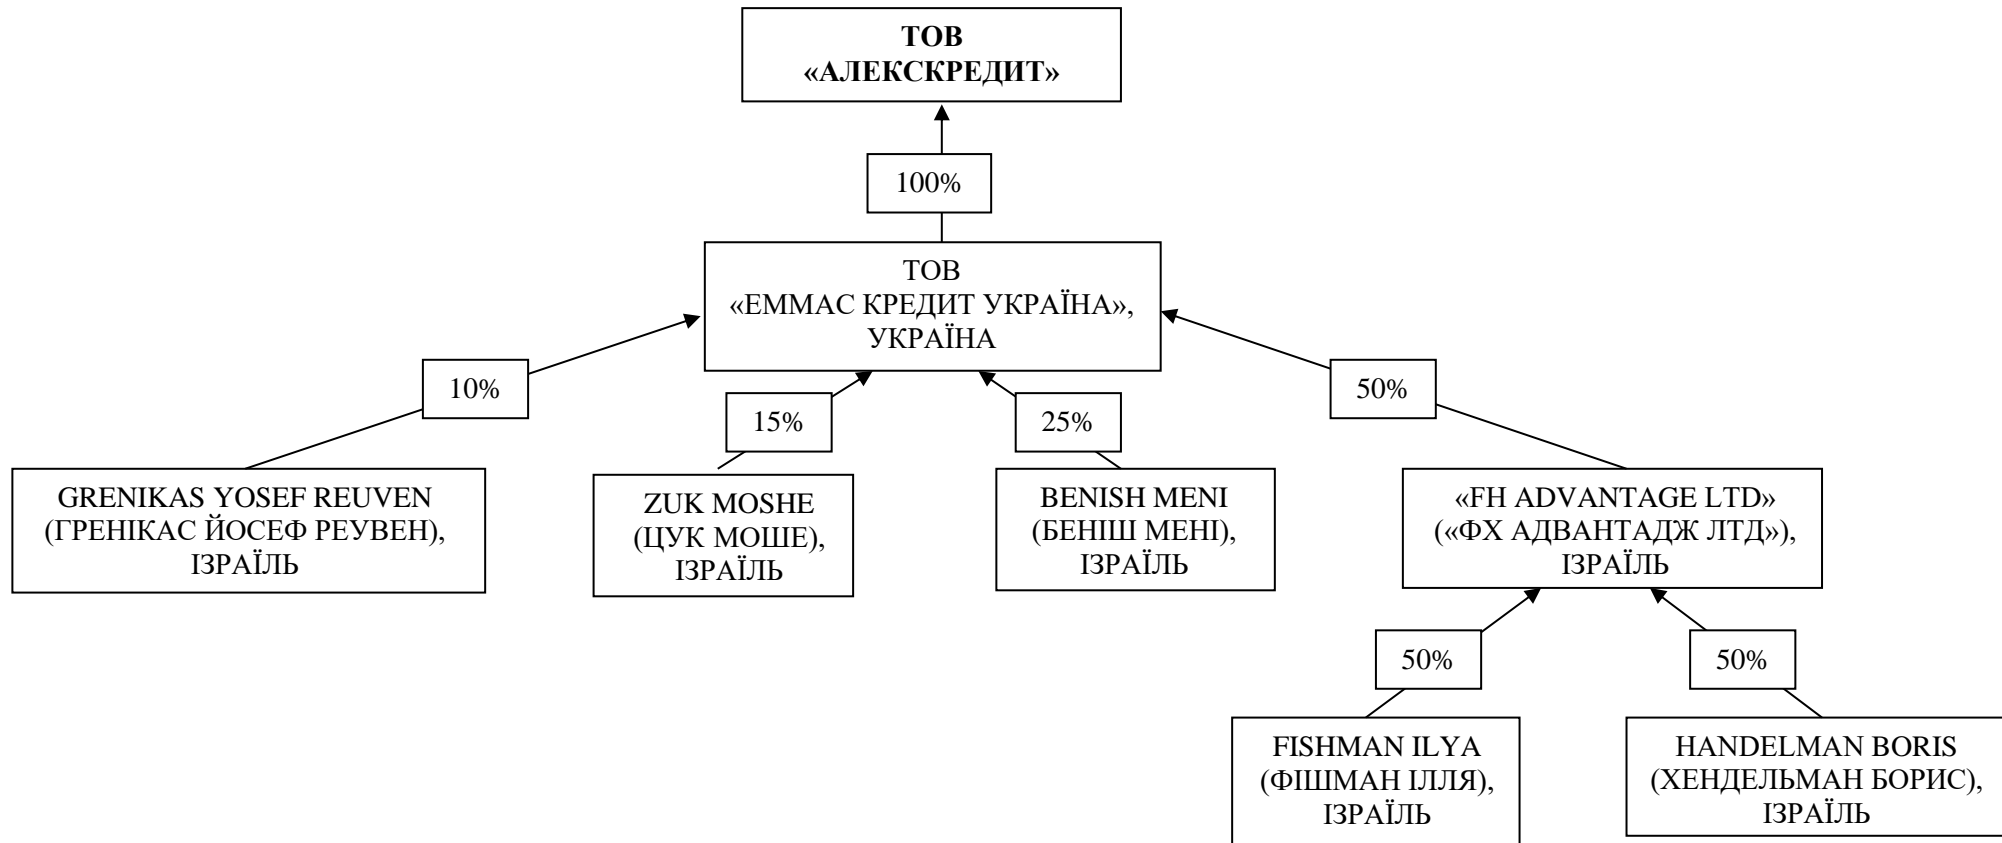 ТОВ
«АЛЕКСКРЕДИТ»
100%
ТОВ
«ЕММАС КРЕДИТ УКРАЇНА»,
УКРАЇНА
10%
15%
25%
50%
GRENIKAS YOSEF REUVEN
(ГРЕНІКАС ЙОСЕФ РЕУВЕН),
ІЗРАЇЛЬ
ZUK MOSHE
(ЦУК МОШЕ),
ІЗРАЇЛЬ
BENISH MENI
(БЕНІШ МЕНІ),
ІЗРАЇЛЬ
«FH ADVANTAGE LTD»
(«ФХ АДВАНТАДЖ ЛТД»),
ІЗРАЇЛЬ
50%
50%
FISHMAN ILYA
(ФІШМАН ІЛЛЯ),
ІЗРАЇЛЬ
HANDELMAN BORIS
(ХЕНДЕЛЬМАН БОРИС),
ІЗРАЇЛЬ